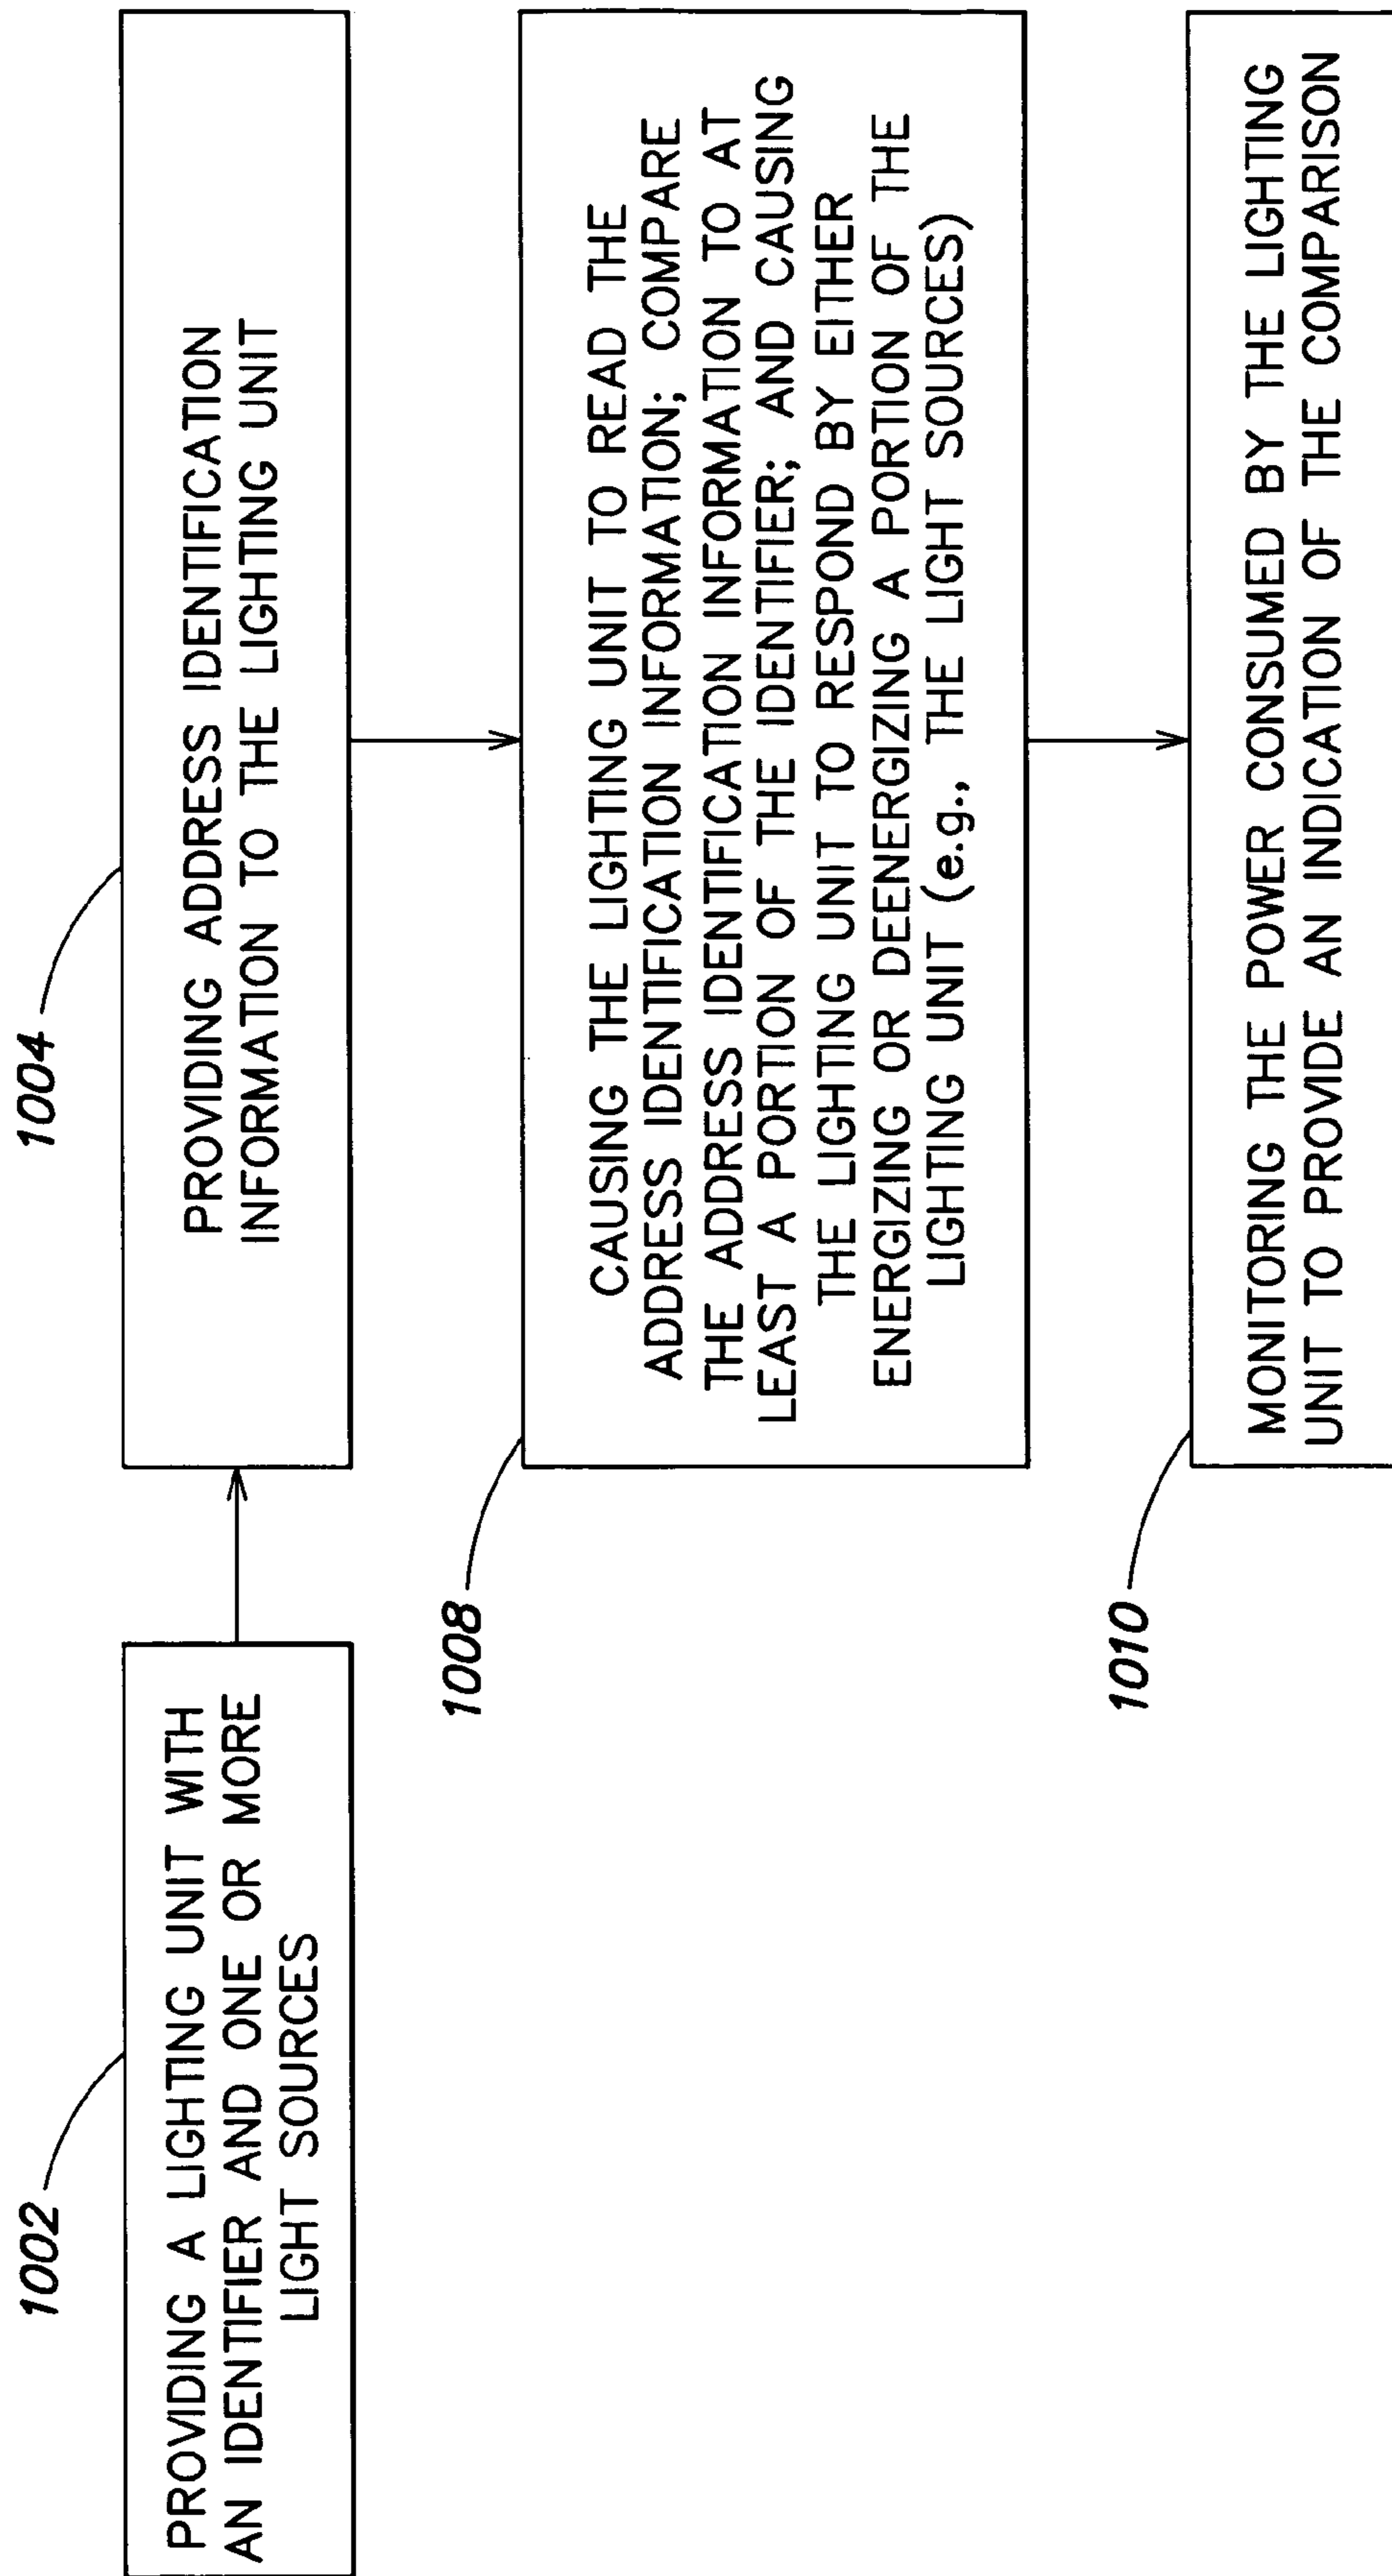 1002
PROVIDING A LIGHTING UNIT WITH
AN IDENTIFIER AND ONE OR MORE
LIGHT SOURCES
1004
PROVIDING ADDRESS IDENTIFICATION
INFORMATION TO THE LIGHTING UNIT
1008
CAUSING THE LIGHTING UNIT TO READ THE
ADDRESS IDENTIFICATION INFORMATION; COMPARE
THE ADDRESS IDENTIFICATION INFORMATION TO AT
LEAST A PORTION OF THE IDENTIFIER; AND CAUSING
THE LIGHTING UNIT TO RESPOND BY EITHER
ENERGIZING OR DEENERGIZING A PORTION OF THE
LIGHTING UNIT (e.g., THE LIGHT SOURCES)
1010
MONITORING THE POWER CONSUMED BY THE LIGHTING
UNIT TO PROVIDE AN INDICATION OF THE COMPARISON